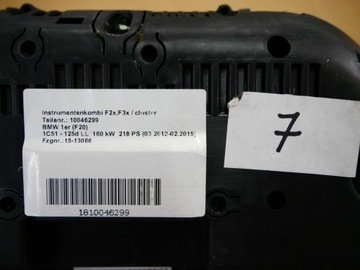 Instrumentenkombi F2x,F3x / cluster
Teilenr.: 10046299
BMW 1er (F20)
1C51 - 125d LL 160 kW 218 PS (03.2012-02.2015)
Fzgnr.:15-13066
1810046299
7